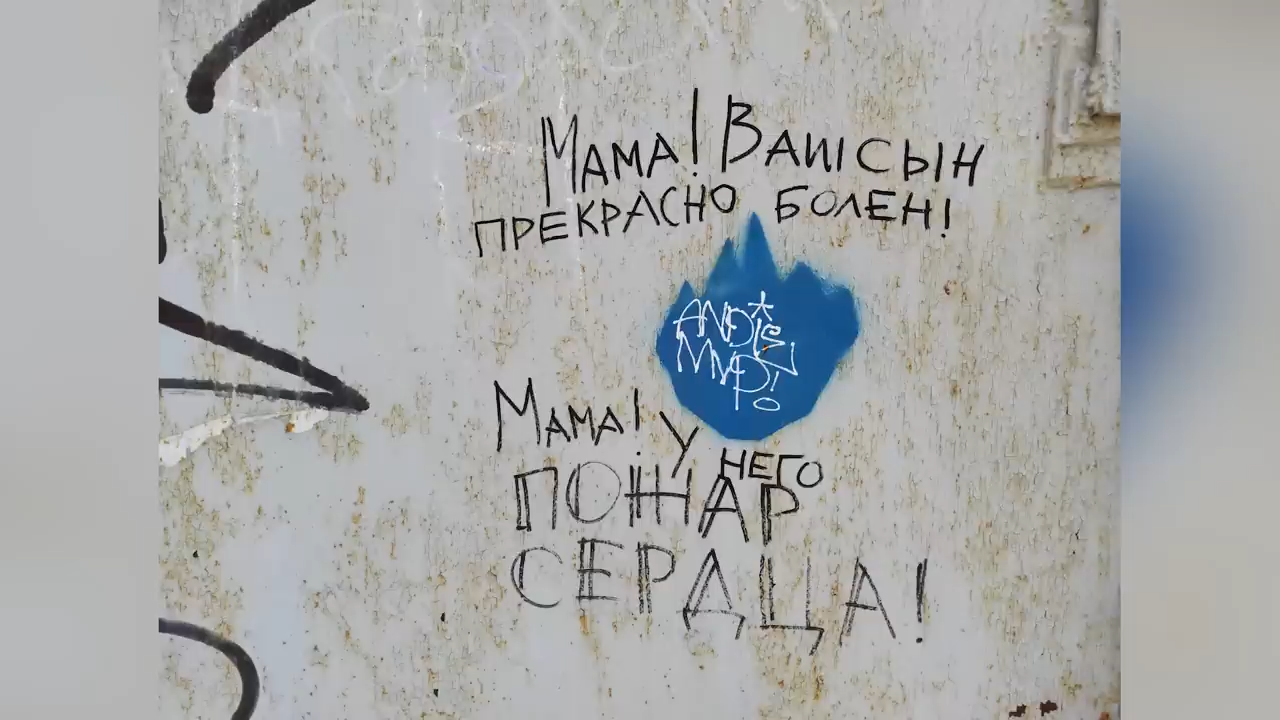 Мама! Ваш сын
прекрасно болен!
Мама! у
него
пожар
сердца!